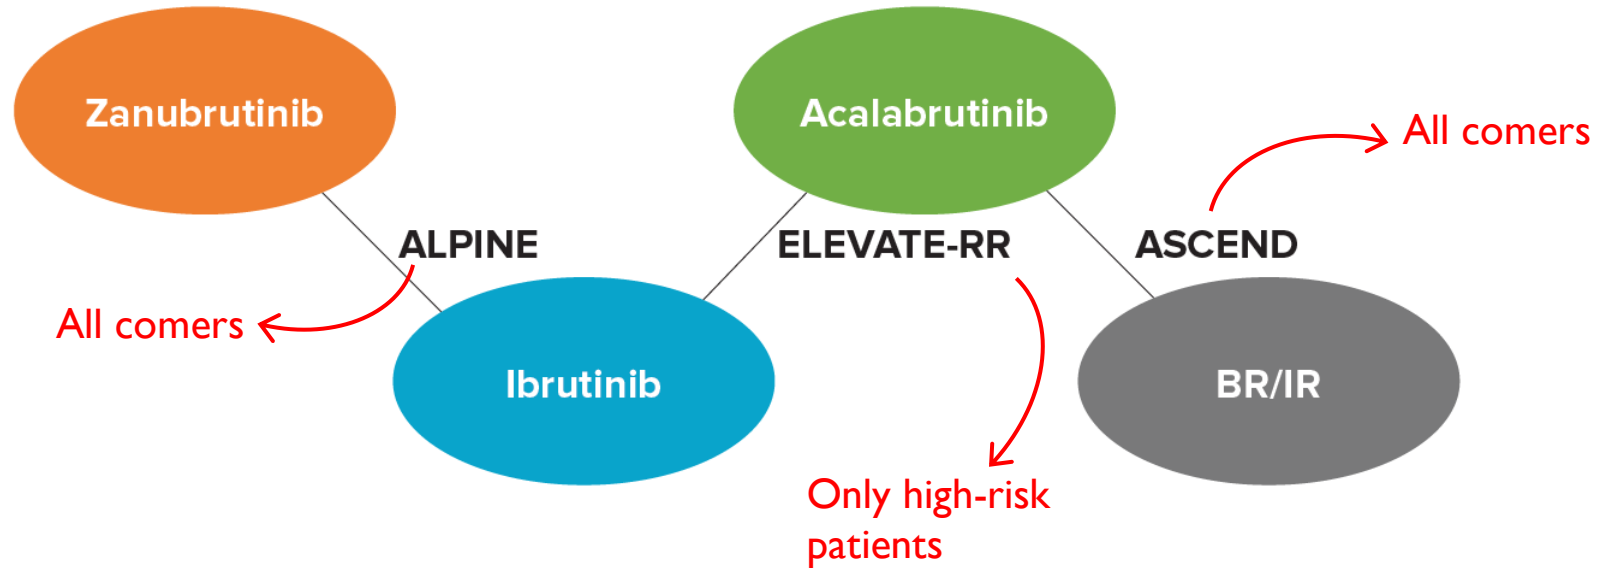 Zanubrutinib
Acalabrutinib
All comers
ALPINE
ELEVATE-RR
ASCEND
All comers
Ibrutinib
BR/IR
Only high-risk
patients